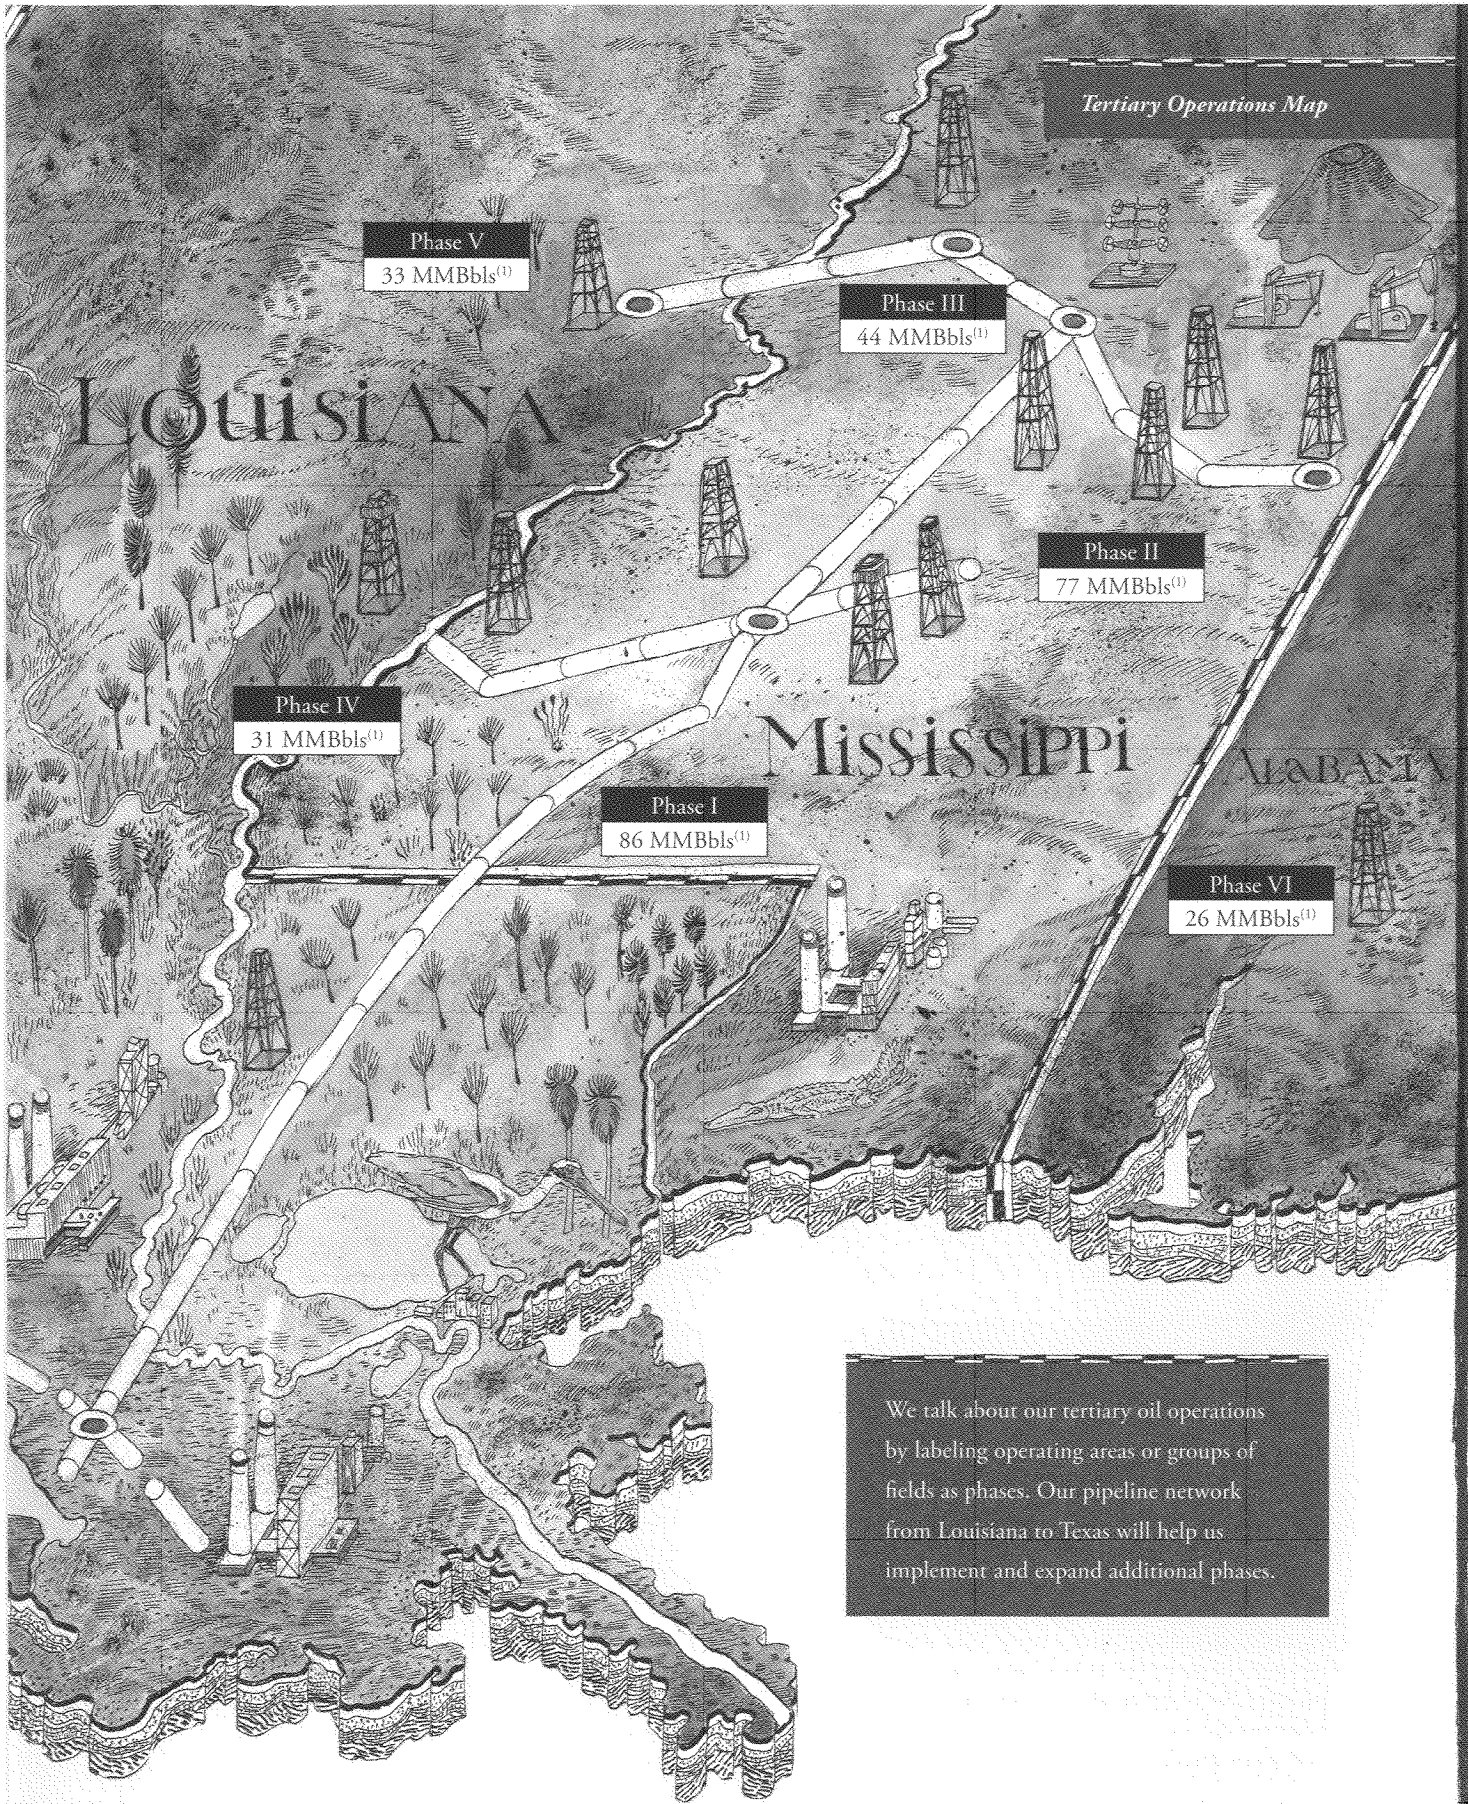 Tertiary Operations Map
Phase V
33 MMBbls(1)
Phase III
44 MMBbls(1)
Louisiana
Phase II
77 MMBbls(1)
Phase IV
31 MMBbls(1)
Mississippi
Alabama
Phase I
86 MMBbls(1)
Phase VI
26 MMBbls(1)
We talk about our tertiary oil operations
by labeling operating areas or groups of
fields as phases. Our pipeline network
from Louisiana to Texas will help us
implement and expand additional phases.